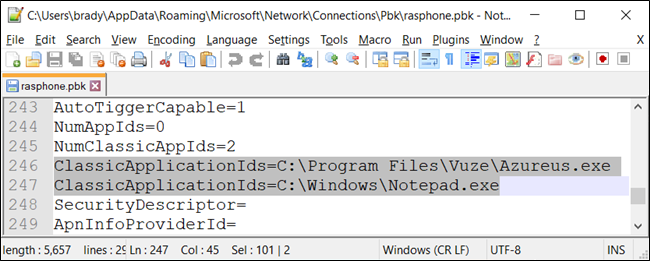 C:\Users\brady\AppData\Roaming\Microsoft\Network\Connections\Pbk\rasphone.pbk - Not...
File Edit Search View Encoding Language Settings Tools Macro Run Plugins Window ? X
rasphone.pbk
243 AutoTiggerCapable=1
244 NumAppIds=0
245 NumClassicAppIds=2
246 ClassicApplicationIds=C:\Program Files\Vuze\Azureus.exe
247 ClassicApplicationIds=C:\Windows\Notepad.exe
248 SecurityDescriptor=
249 ApnInfoProviderId=
length : 5,657 lines : 29 Ln : 247 Col : 45 Sel : 101 | 2 Windows (CR LF) UTF-8 INS